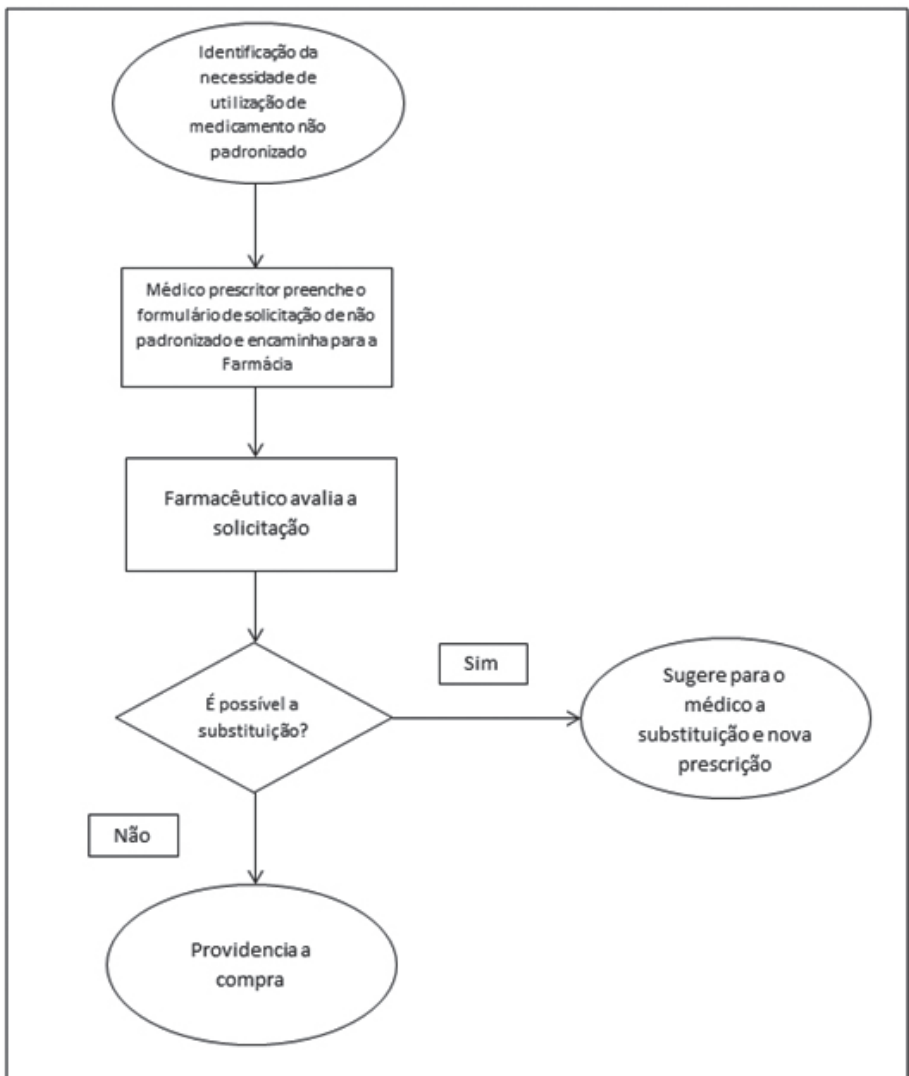 Identificação da
necessidade de
utilização de
medicamento não
padronizado
Médico prescritor preenche o
formulário de solicitação de não
padronizado e encaminha para a
Farmácia
Farmacêutico avalia a
solicitação
É possível a
substituição?
Sim
Sugere para o
médico a
substituição e nova
prescrição
Não
Providencia a
compra